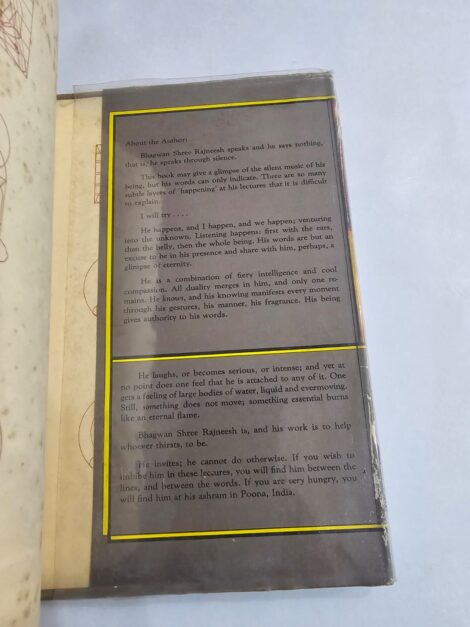 About the Author:
Bhagwan Shree Rajneesh speaks and he says nothing,
that is, he speaks through silence.
This book may give a glimpse of the silent music of his
being, but his words can only indicate. There are so many
subtle layers of 'happening' at his lectures that it is difficult
to explain.
I will try . . . .
He happens, and I happen, and we happen; venturing
into the unknown. Listening happens: first with the ears,
then the belly, then the whole being. His words are but an
excuse to be in his presence and share with him, perhaps, a
glimpse of eternity.
He is a combination of fiery intelligence and cool
compassion. All duality merges in him, and only one re-
mains. He knows, and his knowing manifests every moment
through his gestures, his manner, his fragrance. His being
gives authority to his words.
He laughs, or becomes serious, or intense; and yet at
no point does one feel that he is attached to any of it. One
gets a feeling of large bodies of water, liquid and evermoving.
Still, something does not move; something essential burns
like an eternal flame.
Bhagwan Shree Rajneesh is, and his work is to help
whoever thirsts, to be.
He invites; he cannot do otherwise. If you wish to
imbibe him in these lectures, you will find him between the
lines, and between the words. If you are very hungry, you
will find him at his ashram in Poona, India.